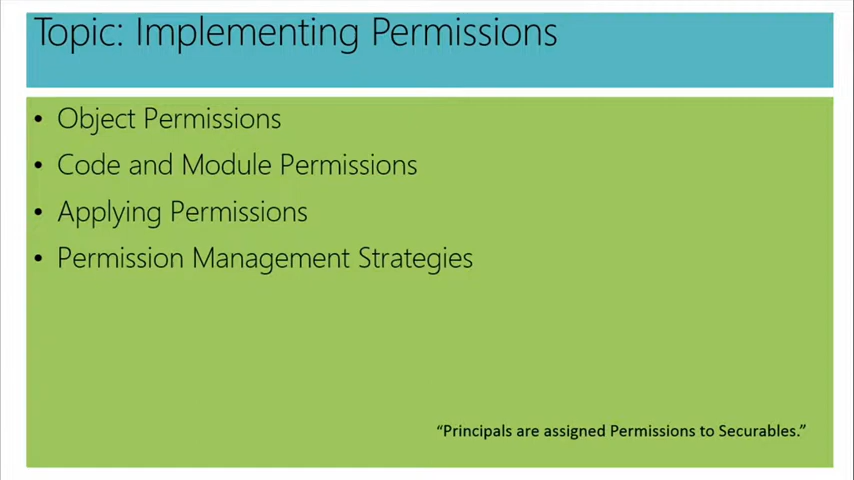 Topic: Implementing Permissions
• Object Permissions
• Code and Module Permissions
• Applying Permissions
• Permission Management Strategies
“Principals are assigned Permissions to Securables.”